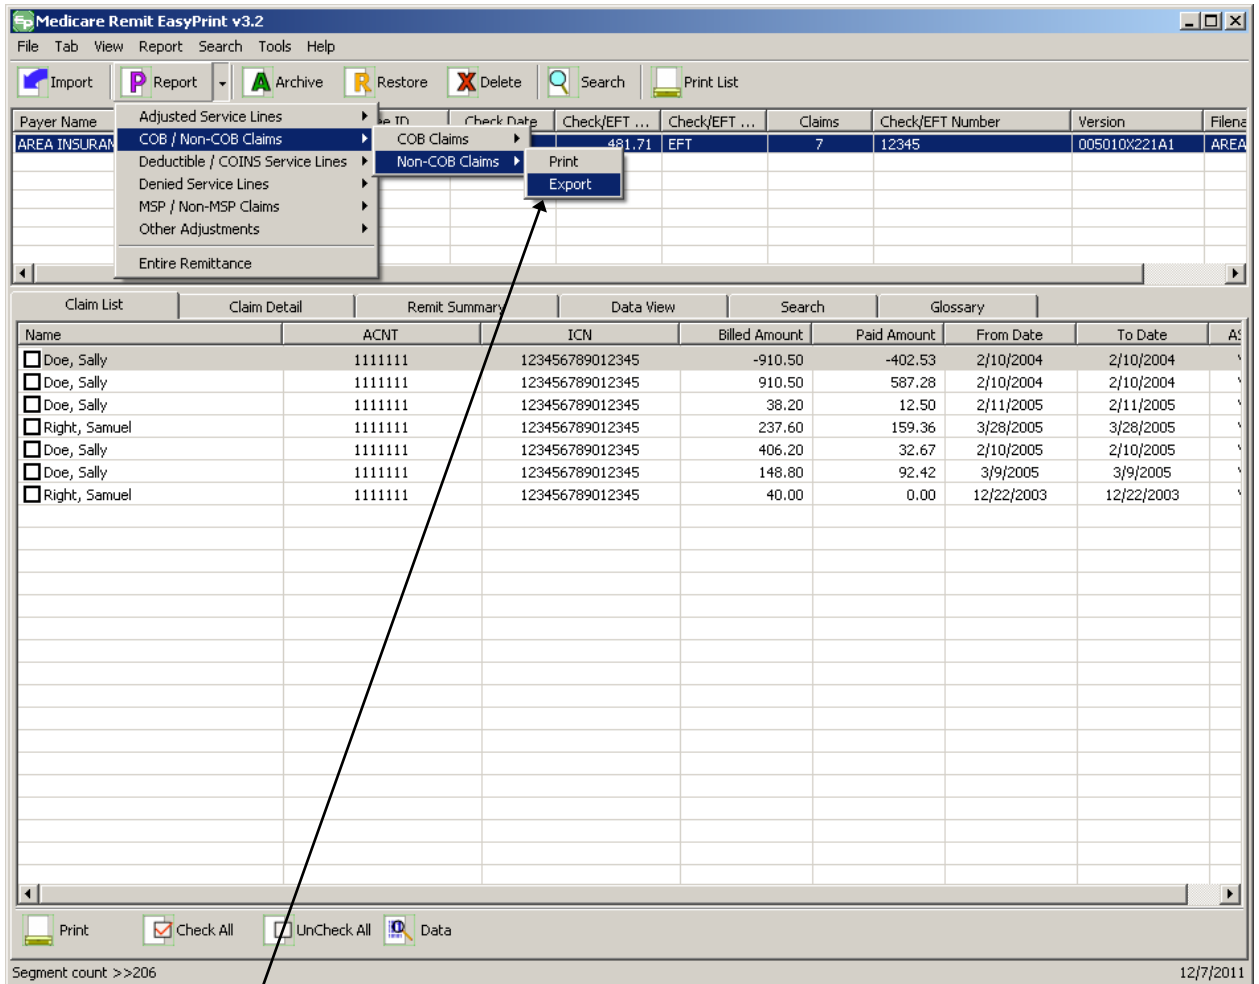 Medicare Remit EasyPrint v3.2
File Tab View Report Search Tools Help
Import Report Archive Restore Delete Search Print List
Payer Name Check Date Check/EFT ... Check/EFT ... Claims Check/EFT Number Version Filena
AREA INSURAN 481.71 EFT 7 12345 005010X221A1 AREA
Adjusted Service Lines
COB / Non-COB Claims
Deductible / COINS Service Lines
Denied Service Lines
MSP / Non-MSP Claims
Other Adjustments
Entire Remittance
COB Claims
Non-COB Claims
Print
Export
Claim List Claim Detail Remit Summary Data View Search Glossary
Name ACNT ICN Billed Amount Paid Amount From Date To Date AS
Doe, Sally 1111111 123456789012345 -910.50 -402.53 2/10/2004 2/10/2004
Doe, Sally 1111111 123456789012345 910.50 587.28 2/10/2004 2/10/2004
Doe, Sally 1111111 123456789012345 38.20 12.50 2/11/2005 2/11/2005
Right, Samuel 1111111 123456789012345 237.60 159.36 3/28/2005 3/28/2005
Doe, Sally 1111111 123456789012345 406.20 32.67 2/10/2005 2/10/2005
Doe, Sally 1111111 123456789012345 148.80 92.42 3/9/2005 3/9/2005
Right, Samuel 1111111 123456789012345 40.00 0.00 12/22/2003 12/22/2003
Print Check All UnCheck All Data
Segment count >>206 12/7/2011